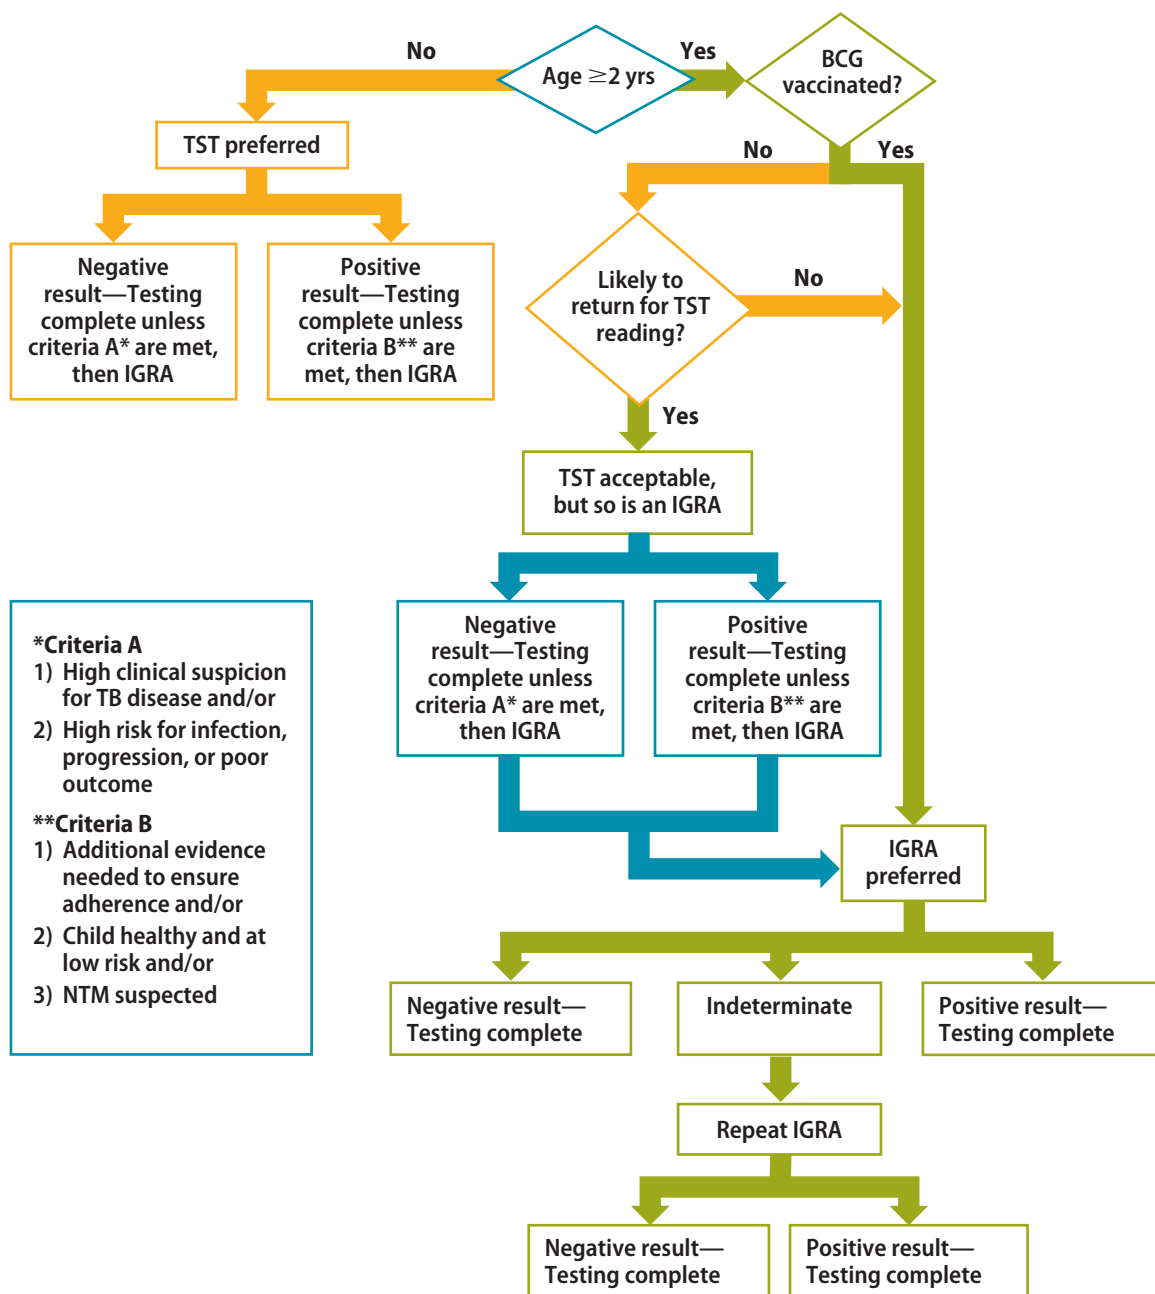 No
Age ≥2 yrs
Yes
BCG
vaccinated?
TST preferred
No
Yes
Negative
result—Testing
complete unless
criteria A* are met,
then IGRA
Positive
result—Testing
complete unless
criteria B** are
met, then IGRA
Likely to
return for TST
reading?
No
Yes
TST acceptable,
but so is an IGRA
Negative
result—Testing
complete unless
criteria A* are met,
then IGRA
Positive
result—Testing
complete unless
criteria B** are
met, then IGRA
*Criteria A
1) High clinical suspicion
for TB disease and/or
2) High risk for infection,
progression, or poor
outcome
**Criteria B
1) Additional evidence
needed to ensure
adherence and/or
2) Child healthy and at
low risk and/or
3) NTM suspected
IGRA
preferred
Negative result—
Testing complete
Indeterminate
Positive result—
Testing complete
Repeat IGRA
Negative result—
Testing complete
Positive result—
Testing complete